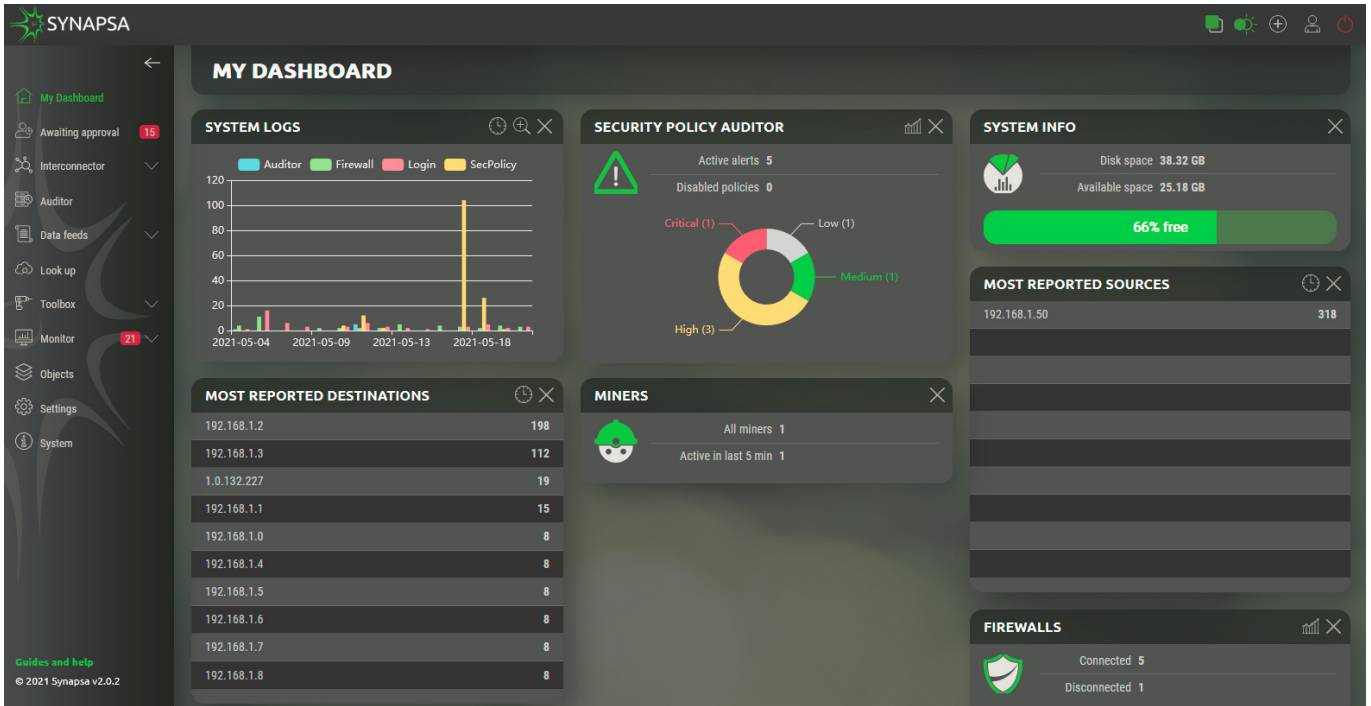 SYNAPSA
My Dashboard
Awaiting approval 15
Interconnector
Auditor
Data feeds
Look up
Toolbox
Monitor 21
Objects
Settings
System
Guides and help
© 2021 Synapsa v2.0.2
MY DASHBOARD
SYSTEM LOGS
Auditor Firewall Login SecPolicy
120
100
80
60
40
20
0
2021-05-04 2021-05-09 2021-05-13 2021-05-18
SECURITY POLICY AUDITOR
Active alerts 5
Disabled policies 0
Critical (1)
Low (1)
Medium (1)
High (3)
SYSTEM INFO
Disk space 38.32 GB
Available space 25.18 GB
66% free
MOST REPORTED SOURCES
192.168.1.50 318
MOST REPORTED DESTINATIONS
192.168.1.2 198
192.168.1.3 112
1.0.132.227 19
192.168.1.1 15
192.168.1.0 8
192.168.1.4 8
192.168.1.5 8
192.168.1.6 8
192.168.1.7 8
192.168.1.8 8
MINERS
All miners 1
Active in last 5 min 1
FIREWALLS
Connected 5
Disconnected 1